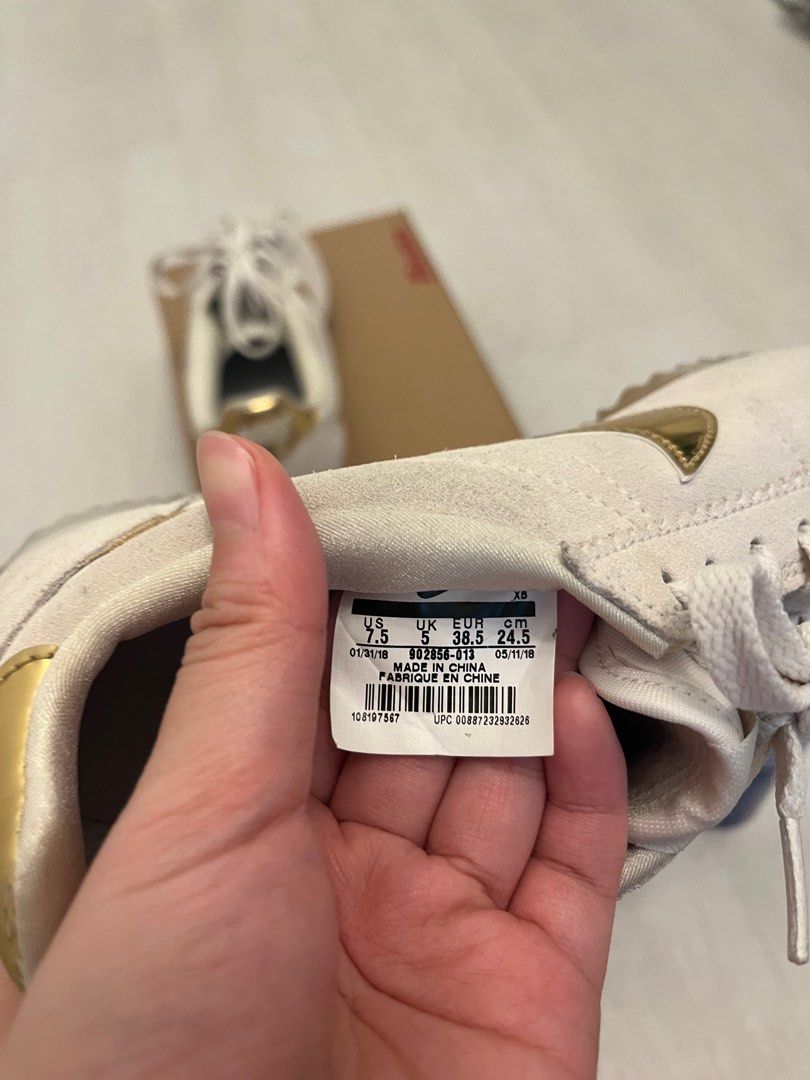 XB
US UK EUR cm
7.5 5 38.5 24.5
01/31/18 902856-013 05/11/18
MADE IN CHINA
FABRIQUE EN CHINE
108197567 UPC 00887232932626